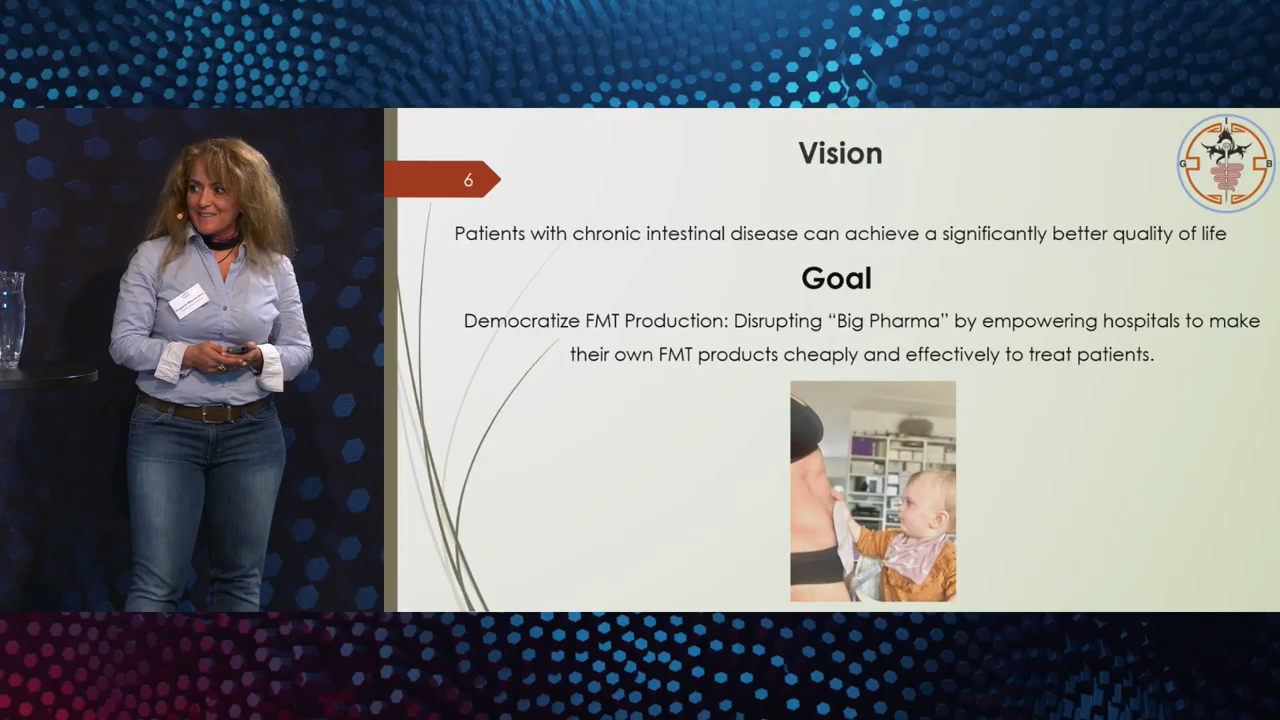 6
Vision
Patients with chronic intestinal disease can achieve a significantly better quality of life
Goal
Democratize FMT Production: Disrupting “Big Pharma” by empowering hospitals to make
their own FMT products cheaply and effectively to treat patients.
I
G B